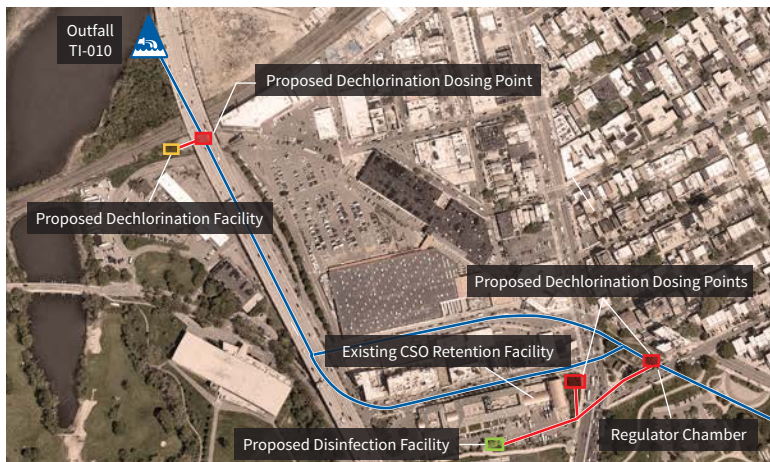 Outfall
TI-010
Proposed Dechlorination Dosing Point
Proposed Dechlorination Facility
Proposed Dechlorination Dosing Points
Existing CSO Retention Facility
Proposed Disinfection Facility
Regulator Chamber